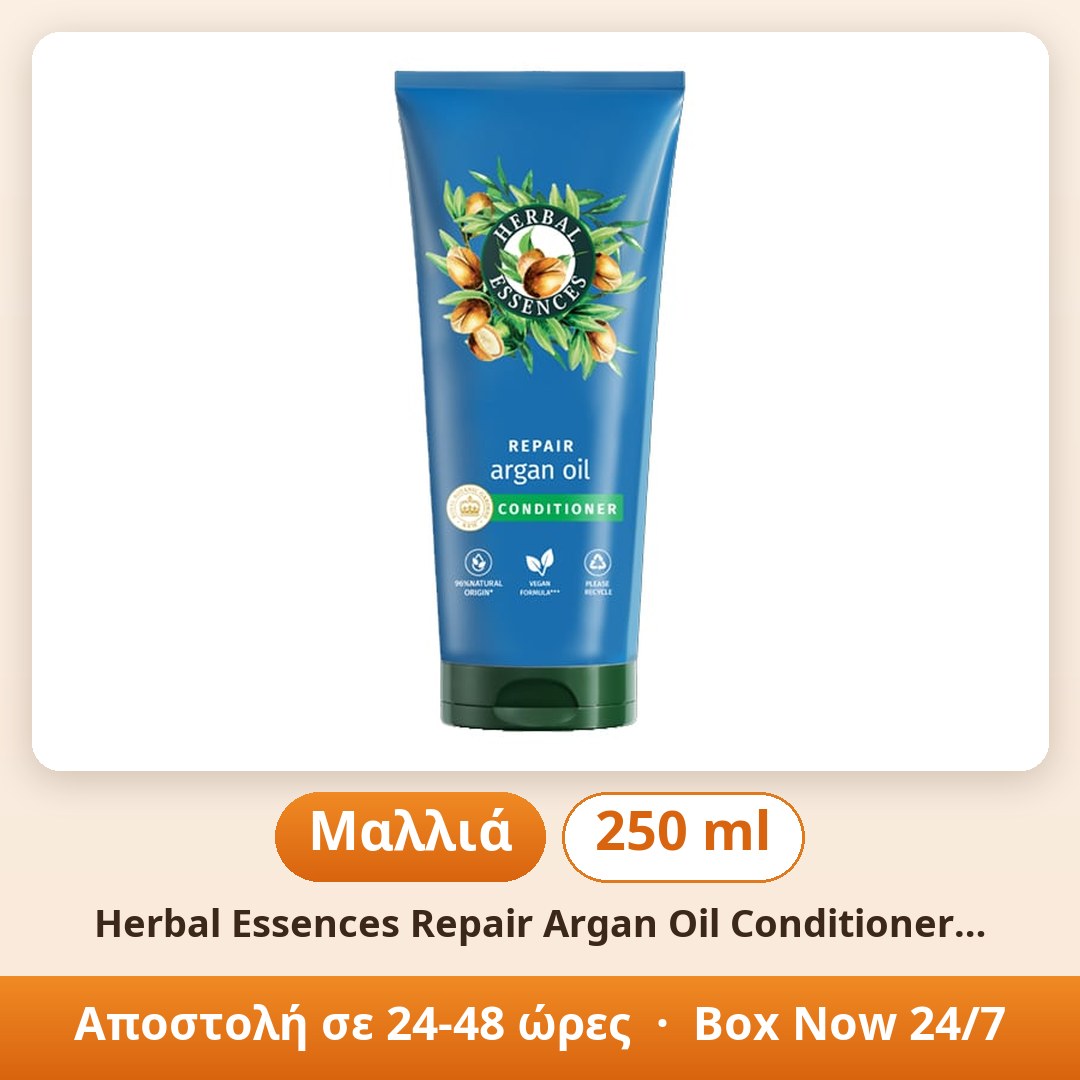 HERBAL
ESSENCES
REPAIR
argan oil
CONDITIONER
96%NATURAL
ORIGIN*
VEGAN
FORMULA***
PLEASE
RECYCLE
Μαλλιά
250 ml
Herbal Essences Repair Argan Oil Conditioner...
Αποστολή σε 24-48 ώρες · Box Now 24/7